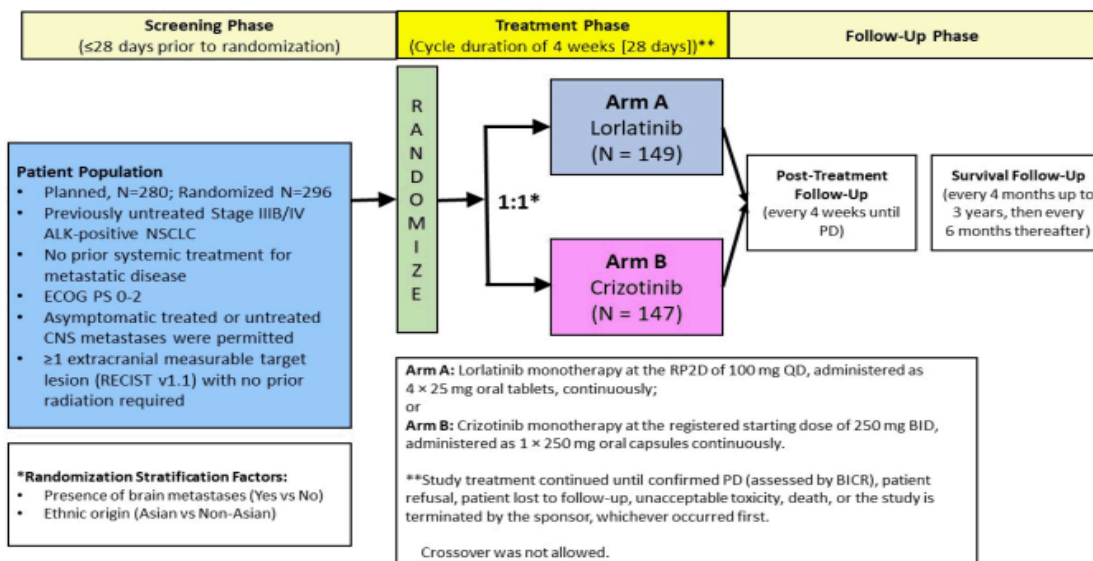 Screening Phase
(≤28 days prior to randomization)
Treatment Phase
(Cycle duration of 4 weeks [28 days])**
Follow-Up Phase
Patient Population
• Planned, N=280; Randomized N=296
• Previously untreated Stage IIIB/IV
ALK-positive NSCLC
• No prior systemic treatment for
metastatic disease
• ECOG PS 0-2
• Asymptomatic treated or untreated
CNS metastases were permitted
• ≥1 extracranial measurable target
lesion (RECIST v1.1) with no prior
radiation required
*Randomization Stratification Factors:
• Presence of brain metastases (Yes vs No)
• Ethnic origin (Asian vs Non-Asian)
RANDOMIZE
1:1*
Arm A
Lorlatinib
(N = 149)
Arm B
Crizotinib
(N = 147)
Post-Treatment
Follow-Up
(every 4 weeks until
PD)
Survival Follow-Up
(every 4 months up to
3 years, then every
6 months thereafter)
Arm A: Lorlatinib monotherapy at the RP2D of 100 mg QD, administered as
4 × 25 mg oral tablets, continuously;
or
Arm B: Crizotinib monotherapy at the registered starting dose of 250 mg BID,
administered as 1 × 250 mg oral capsules continuously.
**Study treatment continued until confirmed PD (assessed by BICR), patient
refusal, patient lost to follow-up, unacceptable toxicity, death, or the study is
terminated by the sponsor, whichever occurred first.
Crossover was not allowed.